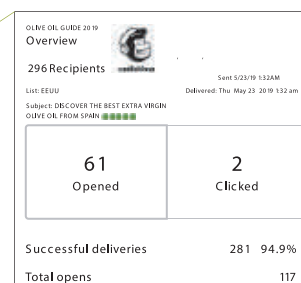 OLIVE OIL GUIDE 2019
Overview
296 Recipients
Sent 5/23/19 1:32AM
List: EEUU
Delivered: Thu May 23 2019 1:32 am
Subject: DISCOVER THE BEST EXTRA VIRGIN
OLIVE OIL FROM SPAIN
61
2
Opened
Clicked
Successful deliveries 281 94.9%
Total opens 117